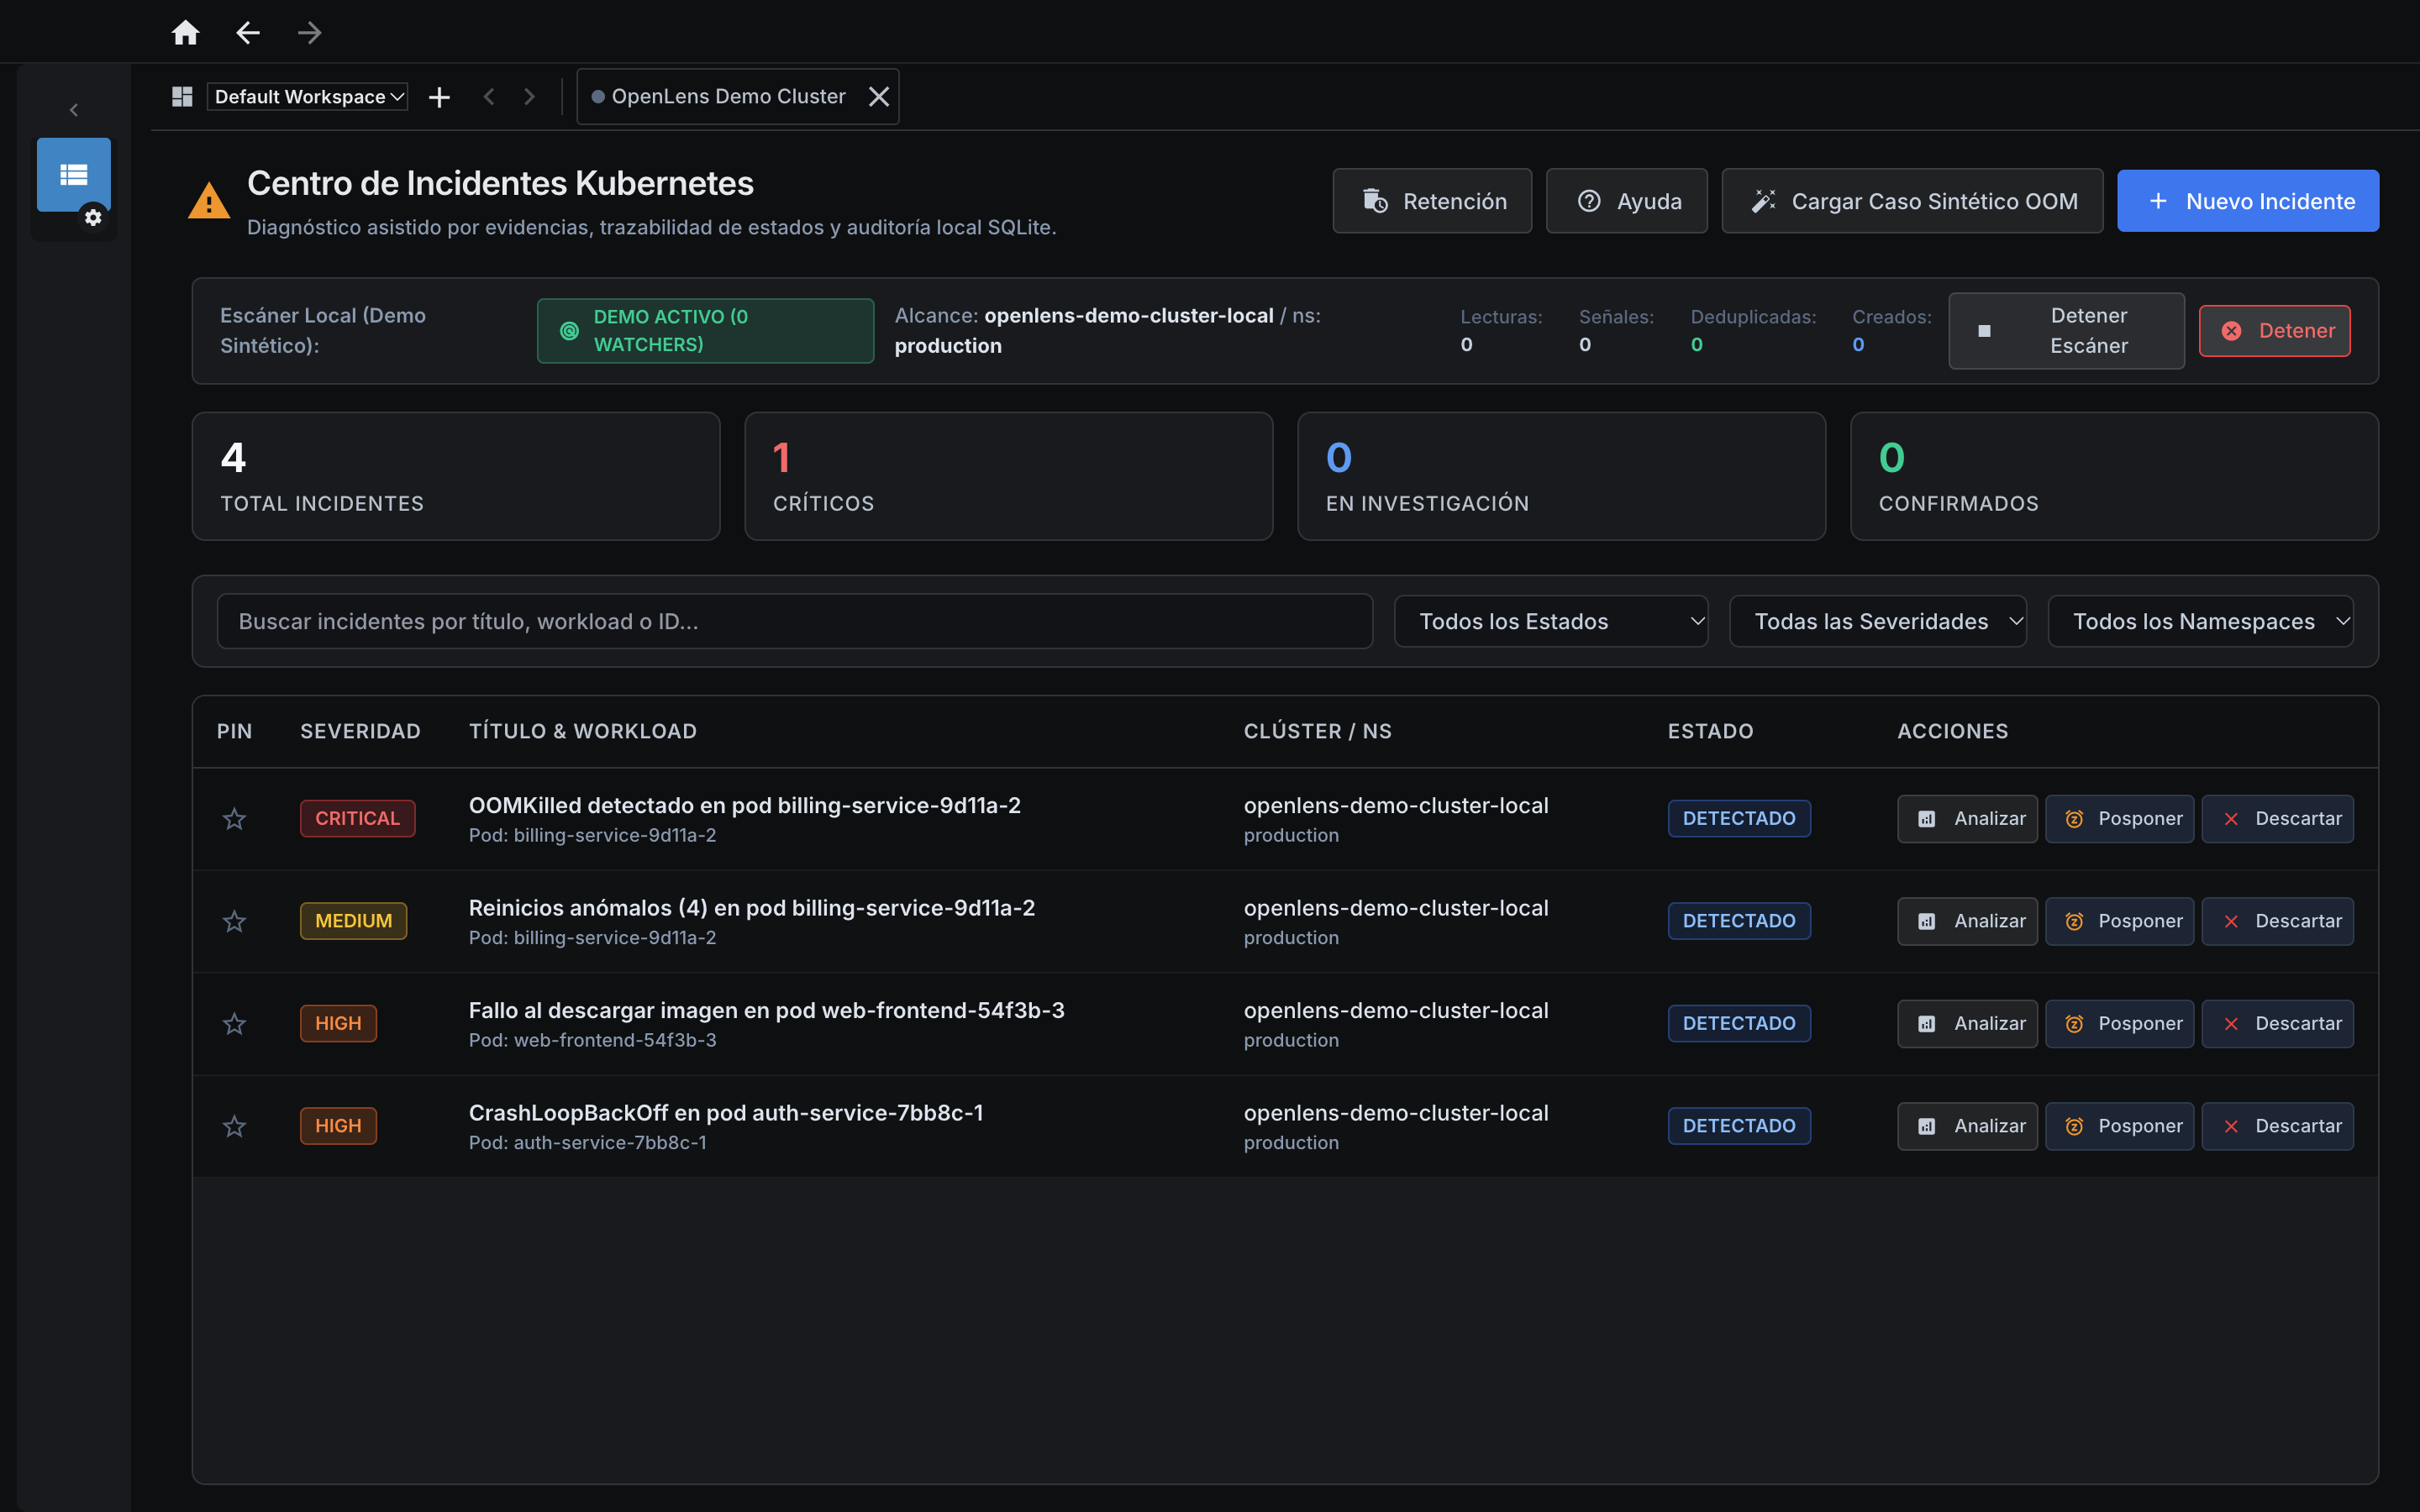 Default Workspace
OpenLens Demo Cluster
Centro de Incidentes Kubernetes
Diagnóstico asistido por evidencias, trazabilidad de estados y auditoría local SQLite.
Retención
Ayuda
Cargar Caso Sintético OOM
Nuevo Incidente
Escáner Local (Demo
Sintético):
DEMO ACTIVO (0
WATCHERS)
Alcance: openlens-demo-cluster-local / ns:
production
Lecturas:
0
Señales:
0
Deduplicadas:
0
Creados:
0
Detener
Escáner
Detener
4
TOTAL INCIDENTES
1
CRÍTICOS
0
EN INVESTIGACIÓN
0
CONFIRMADOS
Buscar incidentes por título, workload o ID...
Todos los Estados
Todas las Severidades
Todos los Namespaces
PIN SEVERIDAD TÍTULO & WORKLOAD CLÚSTER / NS ESTADO ACCIONES
CRITICAL
OOMKilled detectado en pod billing-service-9d11a-2
Pod: billing-service-9d11a-2
openlens-demo-cluster-local
production
DETECTADO
Analizar
Posponer
Descartar
MEDIUM
Reinicios anómalos (4) en pod billing-service-9d11a-2
Pod: billing-service-9d11a-2
openlens-demo-cluster-local
production
DETECTADO
Analizar
Posponer
Descartar
HIGH
Fallo al descargar imagen en pod web-frontend-54f3b-3
Pod: web-frontend-54f3b-3
openlens-demo-cluster-local
production
DETECTADO
Analizar
Posponer
Descartar
HIGH
CrashLoopBackOff en pod auth-service-7bb8c-1
Pod: auth-service-7bb8c-1
openlens-demo-cluster-local
production
DETECTADO
Analizar
Posponer
Descartar